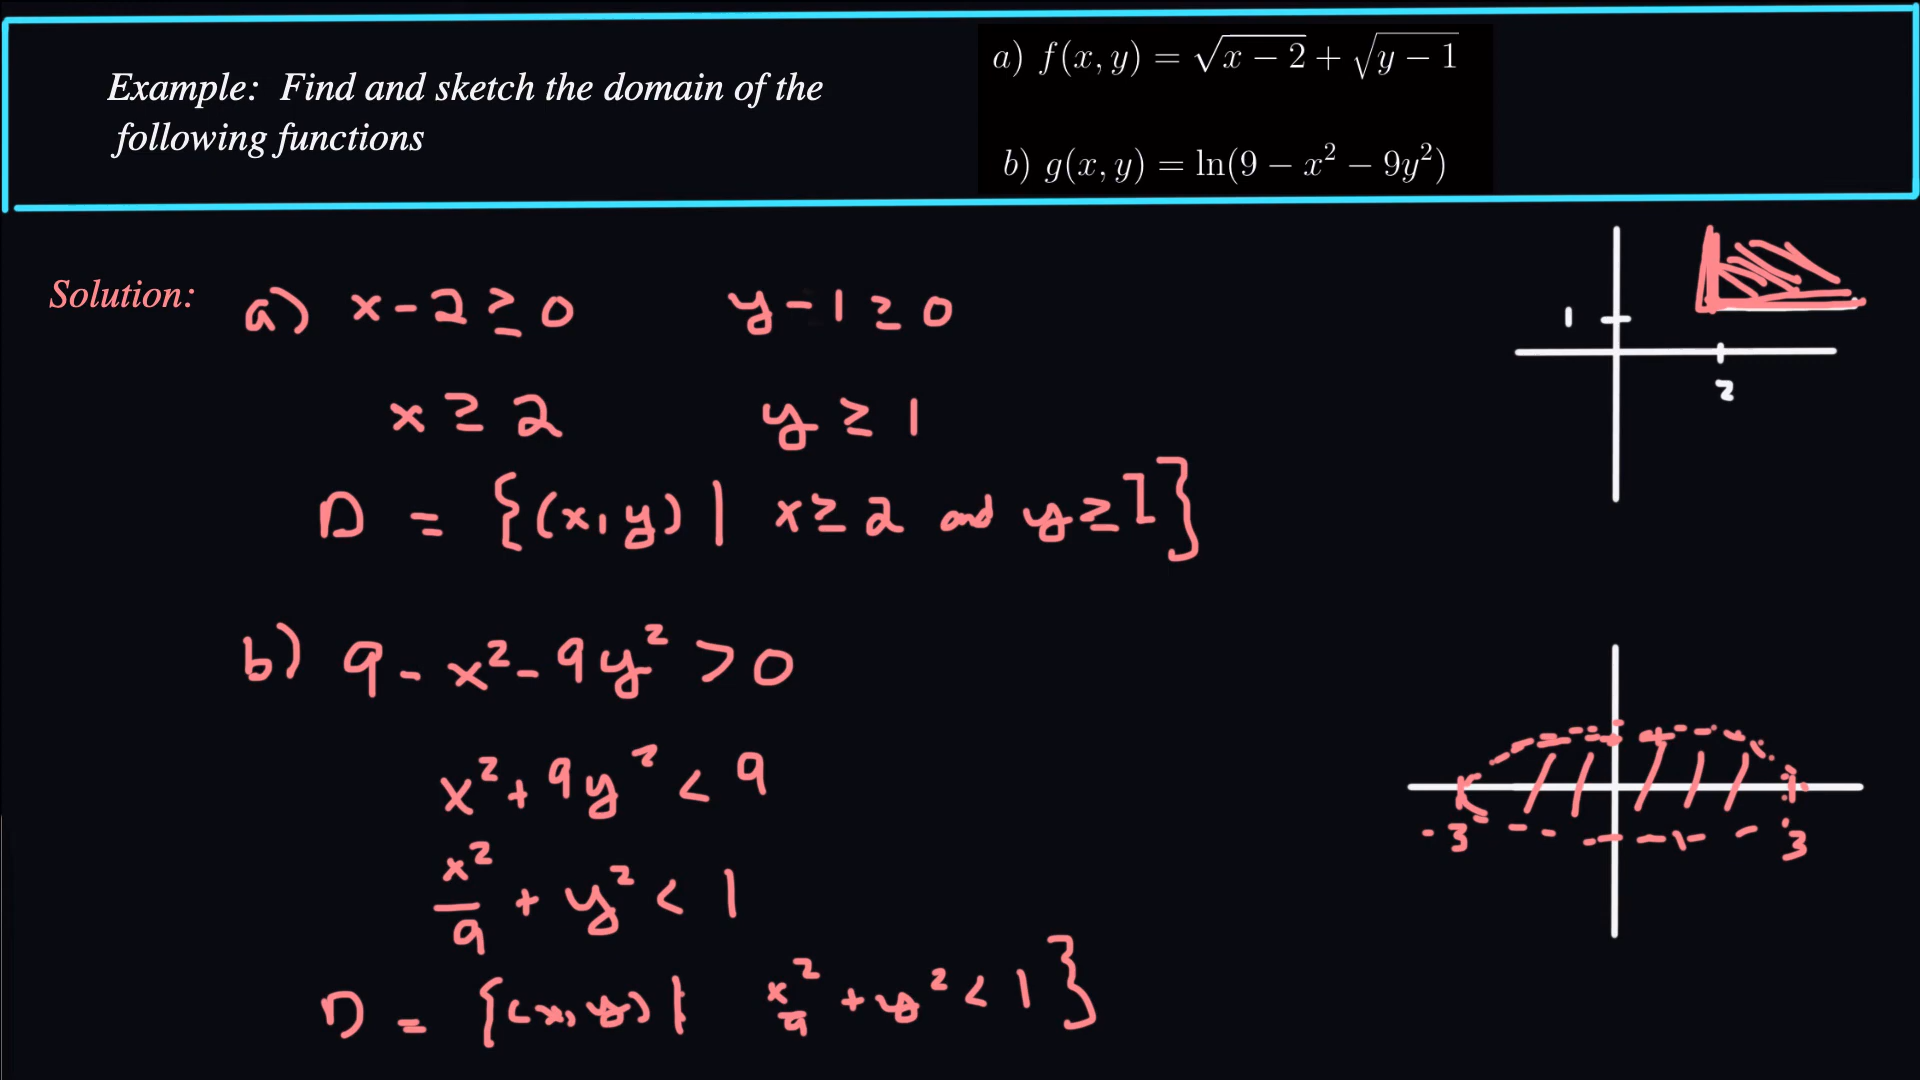 Example: Find and sketch the domain of the
following functions
a) f(x, y) = √(x − 2) + √(y − 1)
b) g(x, y) = ln(9 − x² − 9y²)
Solution:
a) x - 2 ≥ 0 y - 1 ≥ 0
x ≥ 2 y ≥ 1
D = {(x,y) | x ≥ 2 and y ≥ 1}
1
2
b) 9 - x² - 9y² > 0
x² + 9y² < 9
x²/9 + y² < 1
D = {(x,y) | x²/9 + y² < 1}
-3 3